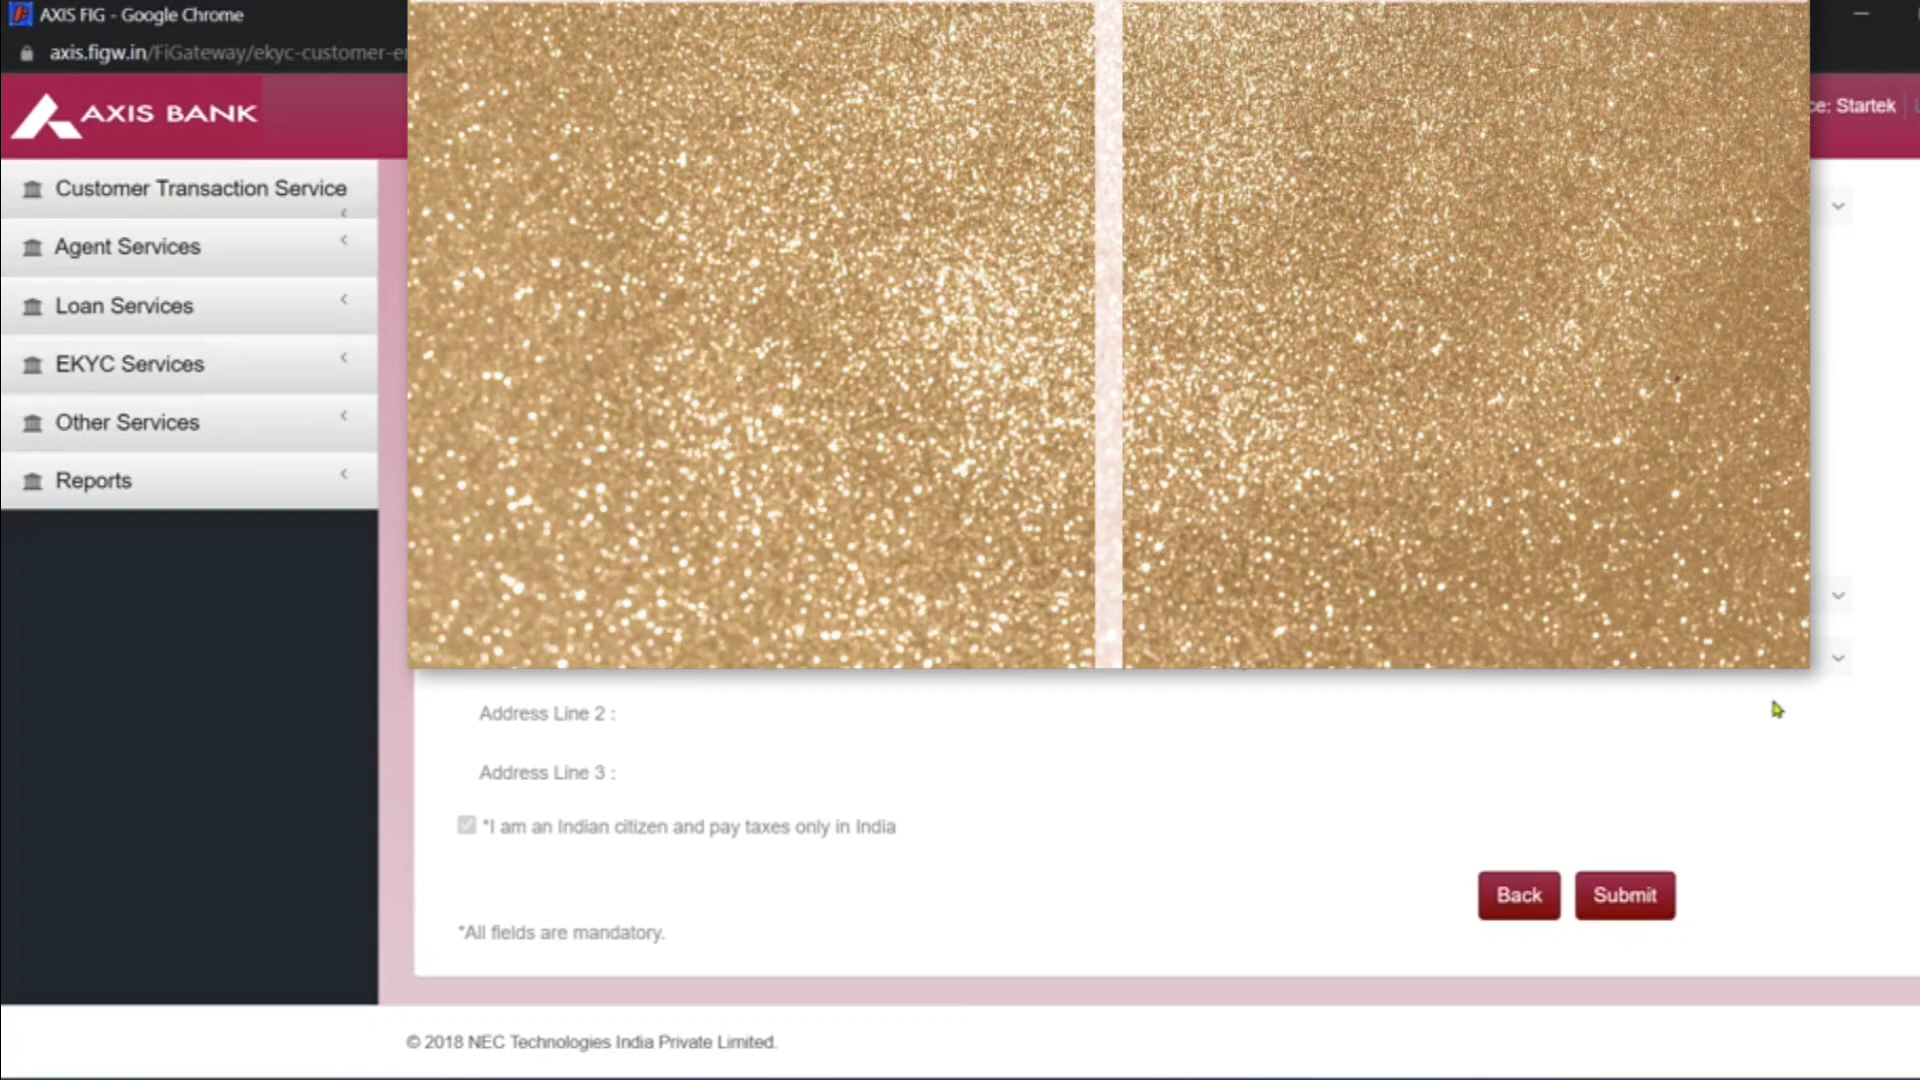 AXIS FIG - Google Chrome
axis.figw.in/FiGateway/ekyc-customer-e
AXIS BANK
ce: Startek
Customer Transaction Service
Agent Services
Loan Services
EKYC Services
Other Services
Reports
Address Line 2 :
Address Line 3 :
*I am an Indian citizen and pay taxes only in India
Back
Submit
*All fields are mandatory.
© 2018 NEC Technologies India Private Limited.